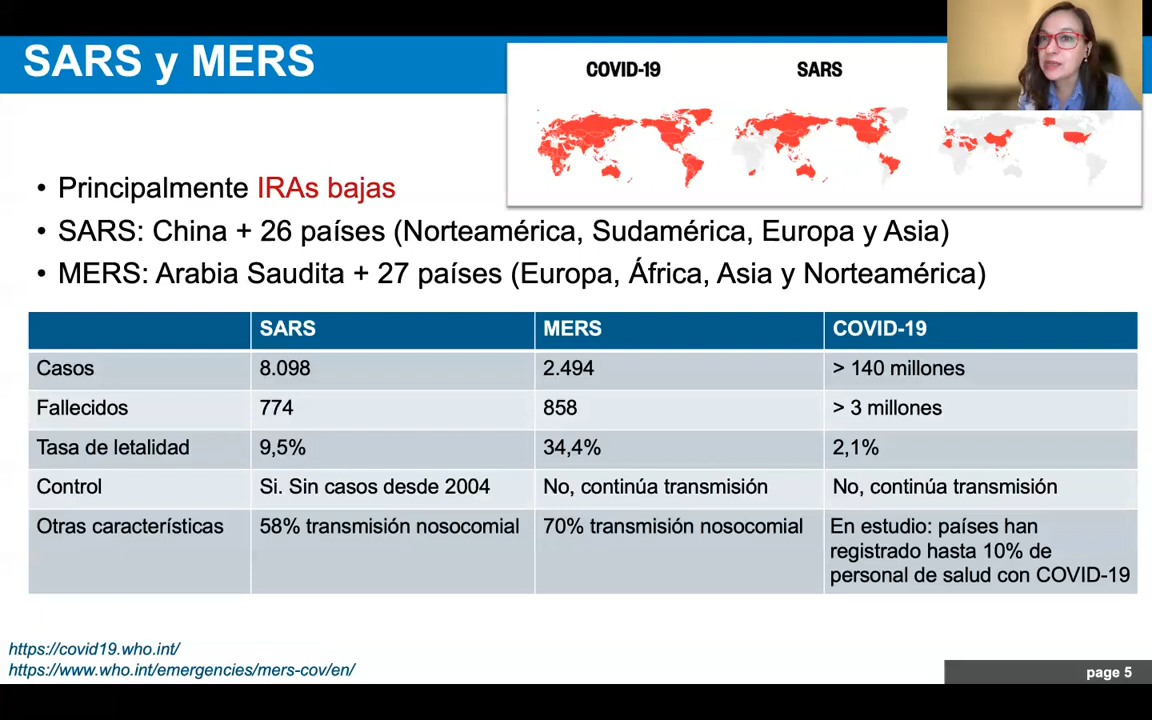 SARS y MERS
COVID-19
SARS
• Principalmente IRAs bajas
• SARS: China + 26 países (Norteamérica, Sudamérica, Europa y Asia)
• MERS: Arabia Saudita + 27 países (Europa, África, Asia y Norteamérica)
SARS MERS COVID-19
Casos 8.098 2.494 > 140 millones
Fallecidos 774 858 > 3 millones
Tasa de letalidad 9,5% 34,4% 2,1%
Control Si. Sin casos desde 2004 No, continúa transmisión No, continúa transmisión
Otras características 58% transmisión nosocomial 70% transmisión nosocomial En estudio: países han
registrado hasta 10% de
personal de salud con COVID-19
https://covid19.who.int/
https://www.who.int/emergencies/mers-cov/en/
page 5